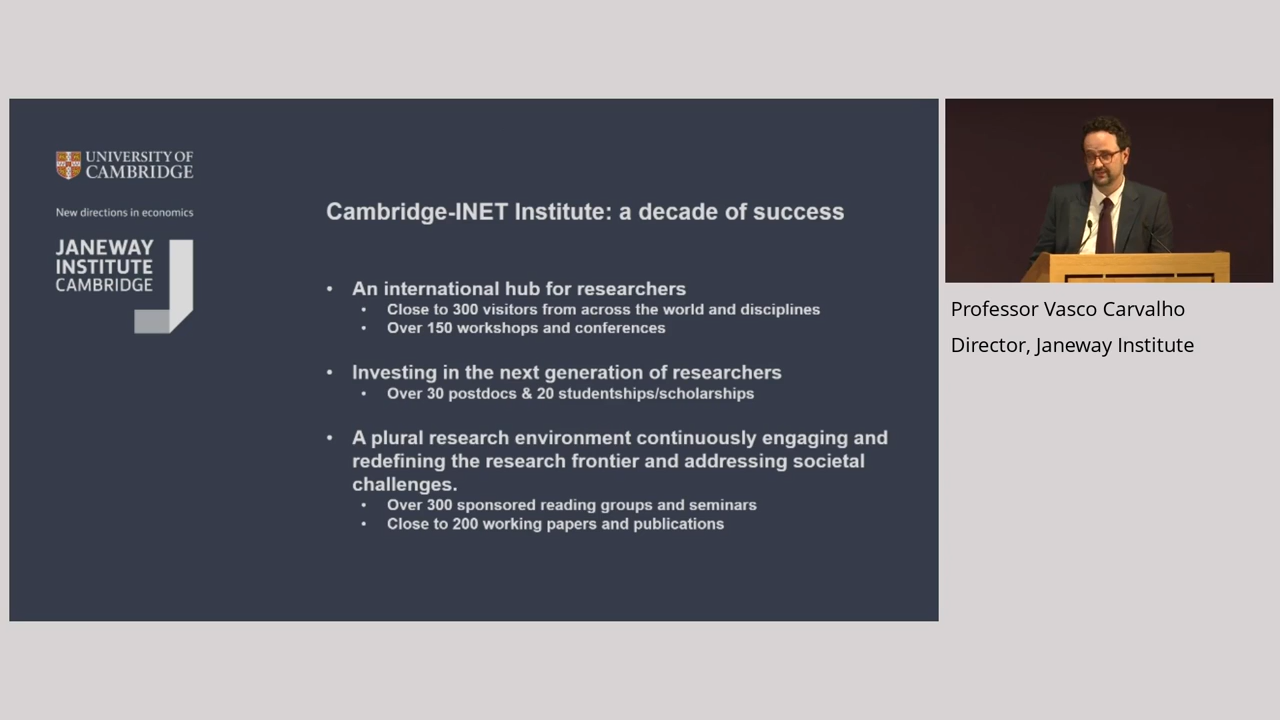 UNIVERSITY OF
CAMBRIDGE
New directions in economics
JANEWAY
INSTITUTE
CAMBRIDGE
Cambridge-INET Institute: a decade of success
• An international hub for researchers
• Close to 300 visitors from across the world and disciplines
• Over 150 workshops and conferences
• Investing in the next generation of researchers
• Over 30 postdocs & 20 studentships/scholarships
• A plural research environment continuously engaging and
redefining the research frontier and addressing societal
challenges.
• Over 300 sponsored reading groups and seminars
• Close to 200 working papers and publications
Professor Vasco Carvalho
Director, Janeway Institute